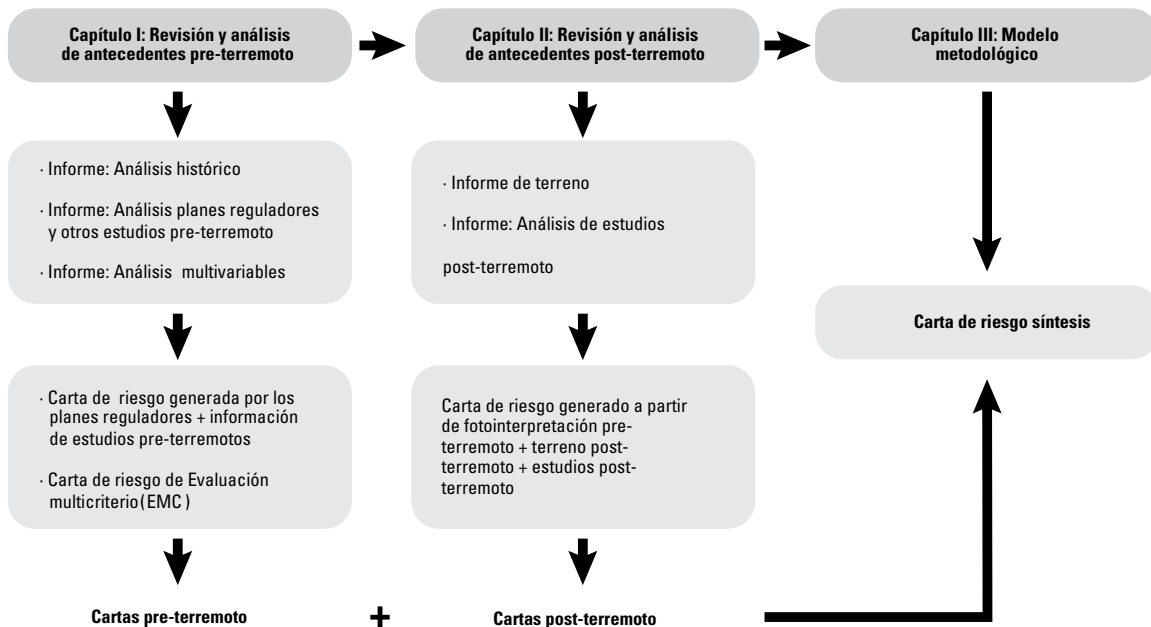 Capítulo I: Revisión y análisis
de antecedentes pre-terremoto
Capítulo II: Revisión y análisis
de antecedentes post-terremoto
Capítulo III: Modelo
metodológico
· Informe: Análisis histórico
· Informe: Análisis planes reguladores
y otros estudios pre-terremoto
· Informe: Análisis multivariables
· Informe de terreno
· Informe: Análisis de estudios
post-terremoto
Carta de riesgo síntesis
· Carta de riesgo generada por los
planes reguladores + información
de estudios pre-terremotos
· Carta de riesgo de Evaluación
multicriterio(EMC )
Carta de riesgo generado a partir
de fotointerpretación pre-
terremoto + terreno post-
terremoto + estudios post-
terremoto
Cartas pre-terremoto
+
Cartas post-terremoto